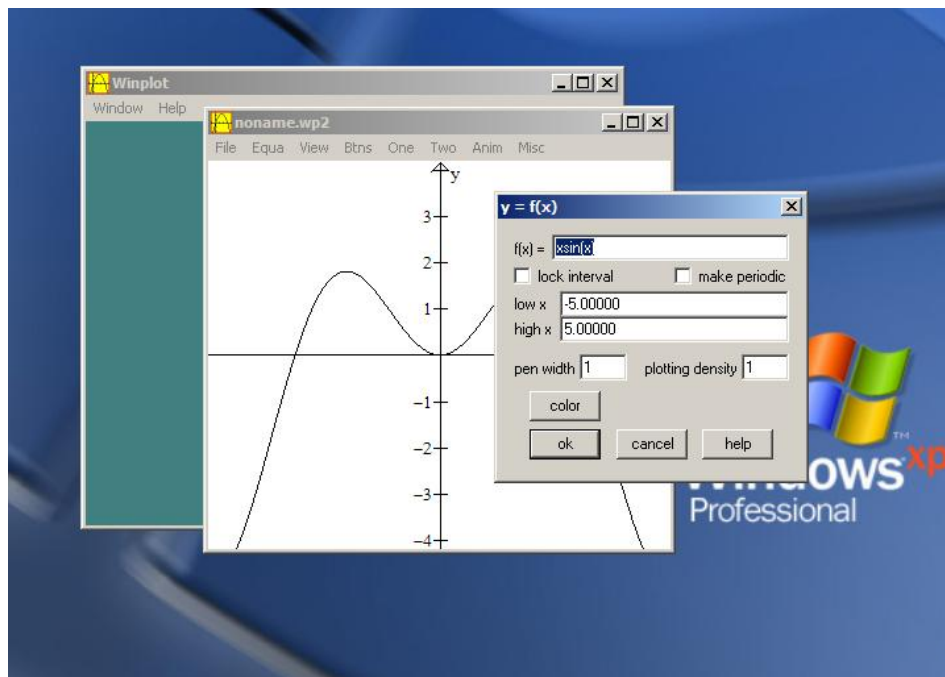 Winplot
Window Help
noname.wp2
File Equa View Btns One Two Anim Misc
y
3
2
1
-1
-2
-3
-4
y = f(x)
f(x) = xsin(x)
lock interval make periodic
low x -5.00000
high x 5.00000
pen width 1 plotting density 1
color
ok cancel help
xp
TM
Professional